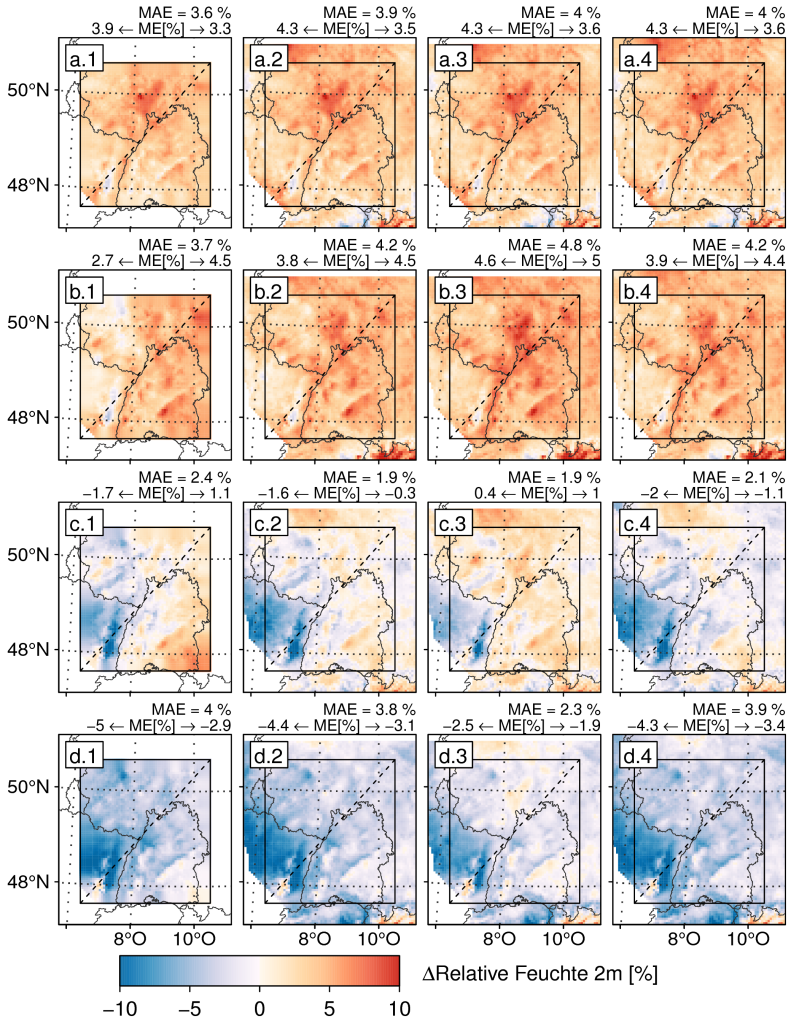 MAE = 3.6 % MAE = 3.9 % MAE = 4 % MAE = 4 %
3.9 ← ME[%] → 3.3 4.3 ← ME[%] → 3.5 4.3 ← ME[%] → 3.6 4.3 ← ME[%] → 3.6
a.1 a.2 a.3 a.4
50°N
48°N
MAE = 3.7 % MAE = 4.2 % MAE = 4.8 % MAE = 4.2 %
2.7 ← ME[%] → 4.5 3.8 ← ME[%] → 4.5 4.6 ← ME[%] → 5 3.9 ← ME[%] → 4.4
b.1 b.2 b.3 b.4
50°N
48°N
MAE = 2.4 % MAE = 1.9 % MAE = 1.9 % MAE = 2.1 %
−1.7 ← ME[%] → 1.1 −1.6 ← ME[%] → −0.3 0.4 ← ME[%] → 1 −2 ← ME[%] → −1.1
c.1 c.2 c.3 c.4
50°N
48°N
MAE = 4 % MAE = 3.8 % MAE = 2.3 % MAE = 3.9 %
−5 ← ME[%] → −2.9 −4.4 ← ME[%] → −3.1 −2.5 ← ME[%] → −1.9 −4.3 ← ME[%] → −3.4
d.1 d.2 d.3 d.4
50°N
48°N
8°O 10°O 8°O 10°O 8°O 10°O 8°O 10°O
ΔRelative Feuchte 2m [%]
−10 −5 0 5 10